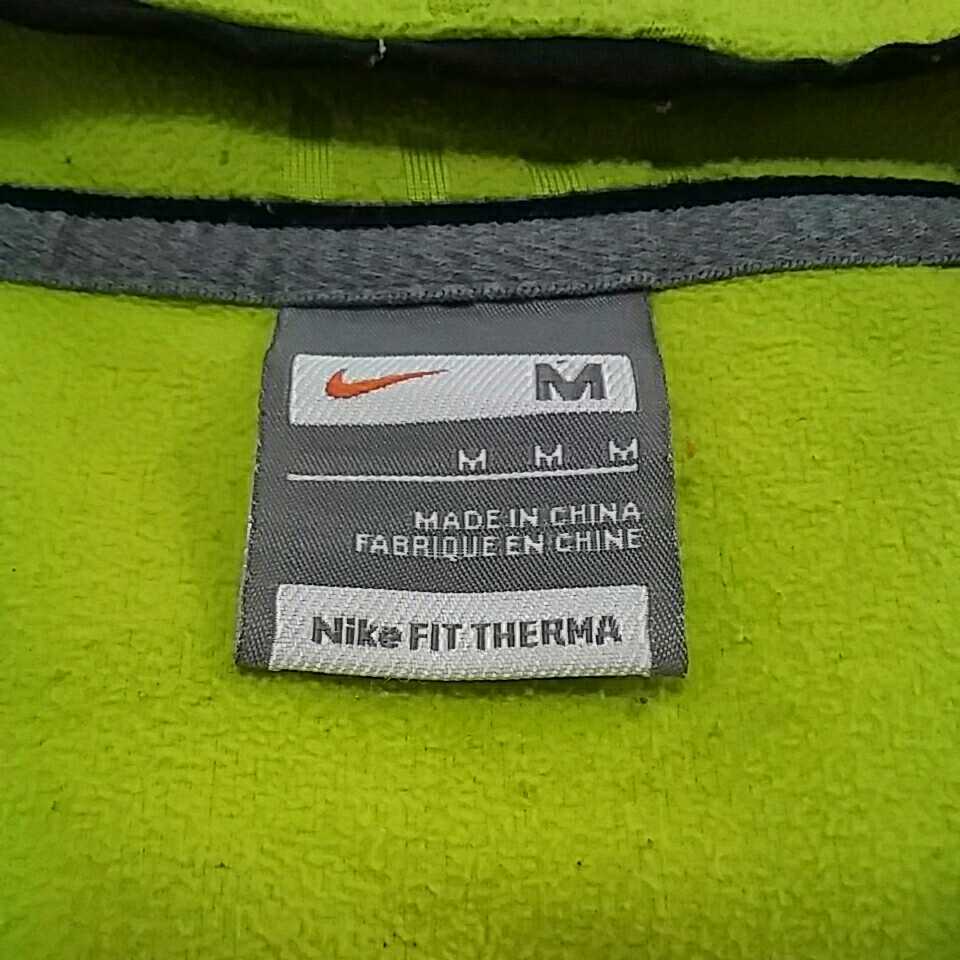 M
M M M
MADE IN CHINA
FABRIQUE EN CHINE
Nike FIT THERMA